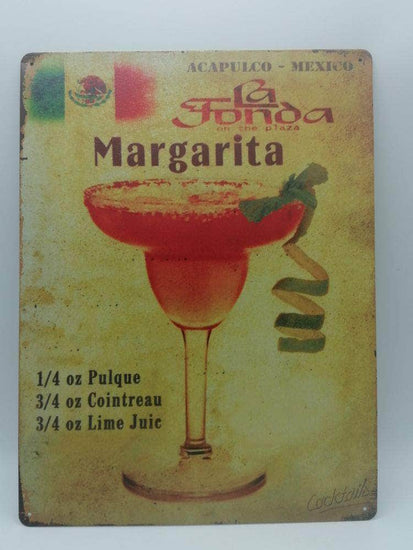 ACAPULCO - MEXICO
La
Fonda
on the plaza
Margarita
1/4 oz Pulque
3/4 oz Cointreau
3/4 oz Lime Juic
Cocktails